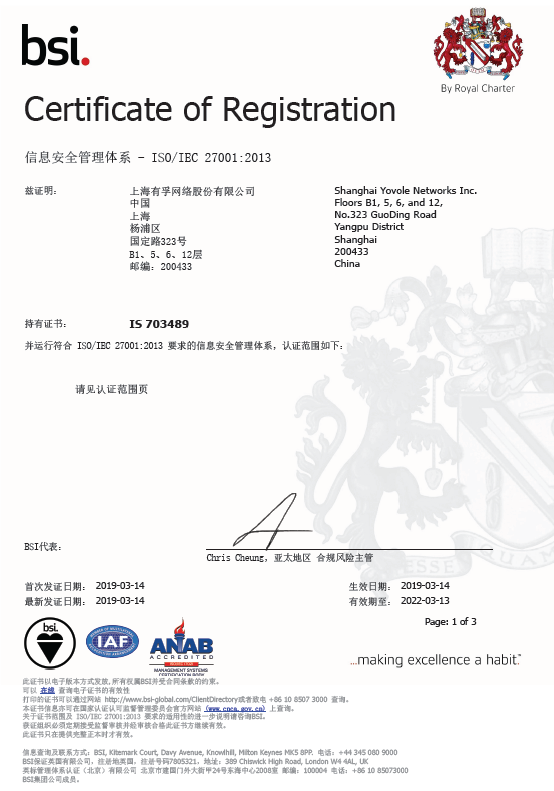 bsi.
By Royal Charter
Certificate of Registration
信息安全管理体系 - ISO/IEC 27001:2013
兹证明:
上海有孚网络股份有限公司
中国
上海
杨浦区
国定路323号
B1、5、6、12层
邮编: 200433
Shanghai Yovole Networks Inc.
Floors B1, 5, 6, and 12,
No.323 GuoDing Road
Yangpu District
Shanghai
200433
China
持有证书: IS 703489
并运行符合 ISO/IEC 27001:2013 要求的信息安全管理体系, 认证范围如下:
请见认证范围页
BSI代表:
Chris Cheung, 亚太地区 合规风险主管
首次发证日期: 2019-03-14 生效日期: 2019-03-14
最新发证日期: 2019-03-14 有效期至: 2022-03-13
Page: 1 of 3
bsi.
IAF
ANAB
ACCREDITED
MANAGEMENT SYSTEMS
CERTIFICATION BODY
...making excellence a habit.™
此证书以电子版本方式发放,所有权属BSI并受合同条款的约束。
可以 在线 查询电子证书的有效性
打印的证书可以通过网站 http://www.bsi-global.com/ClientDirectory或者致电 +86 10 8507 3000 查询。
本证书信息亦可在国家认证认可监督管理委员会官方网站 (www.cnca.gov.cn) 上查询。
关于证书范围及 ISO/IEC 27001:2013 要求的适用性的进一步说明请咨询BSI。
获证组织必须定期接受监督审核并经审核合格此证书方继续有效。
此证书只在提供完整正本时才有效。
信息查询及联系方式: BSI, Kitemark Court, Davy Avenue, Knowlhill, Milton Keynes MK5 8PP. 电话: +44 345 080 9000
BSI保证英国有限公司, 注册地英国, 注册号码7805321, 地址: 389 Chiswick High Road, London W4 4AL, UK
英标管理体系认证 (北京) 有限公司 北京市建国门外大街甲24号东海中心2008室 邮编: 100004 电话: +86 10 85073000
BSI集团公司成员。